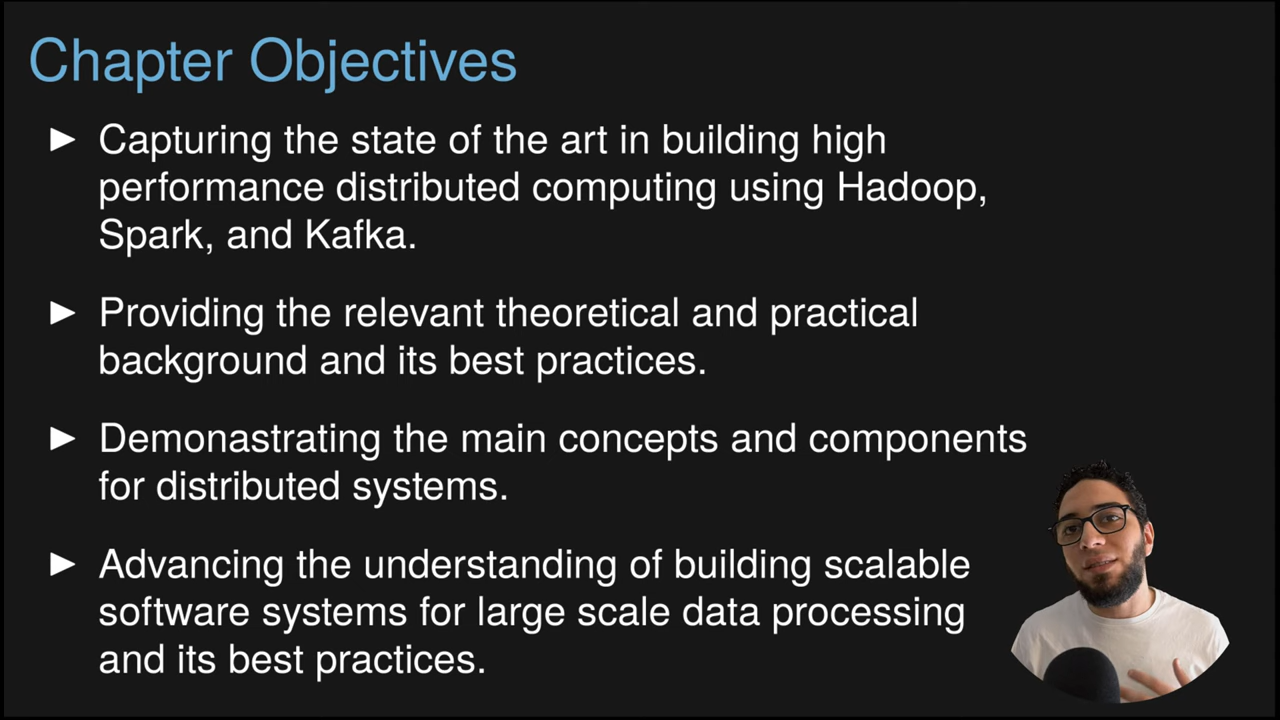 Chapter Objectives
▶ Capturing the state of the art in building high
performance distributed computing using Hadoop,
Spark, and Kafka.
▶ Providing the relevant theoretical and practical
background and its best practices.
▶ Demonastrating the main concepts and components
for distributed systems.
▶ Advancing the understanding of building scalable
software systems for large scale data processing
and its best practices.